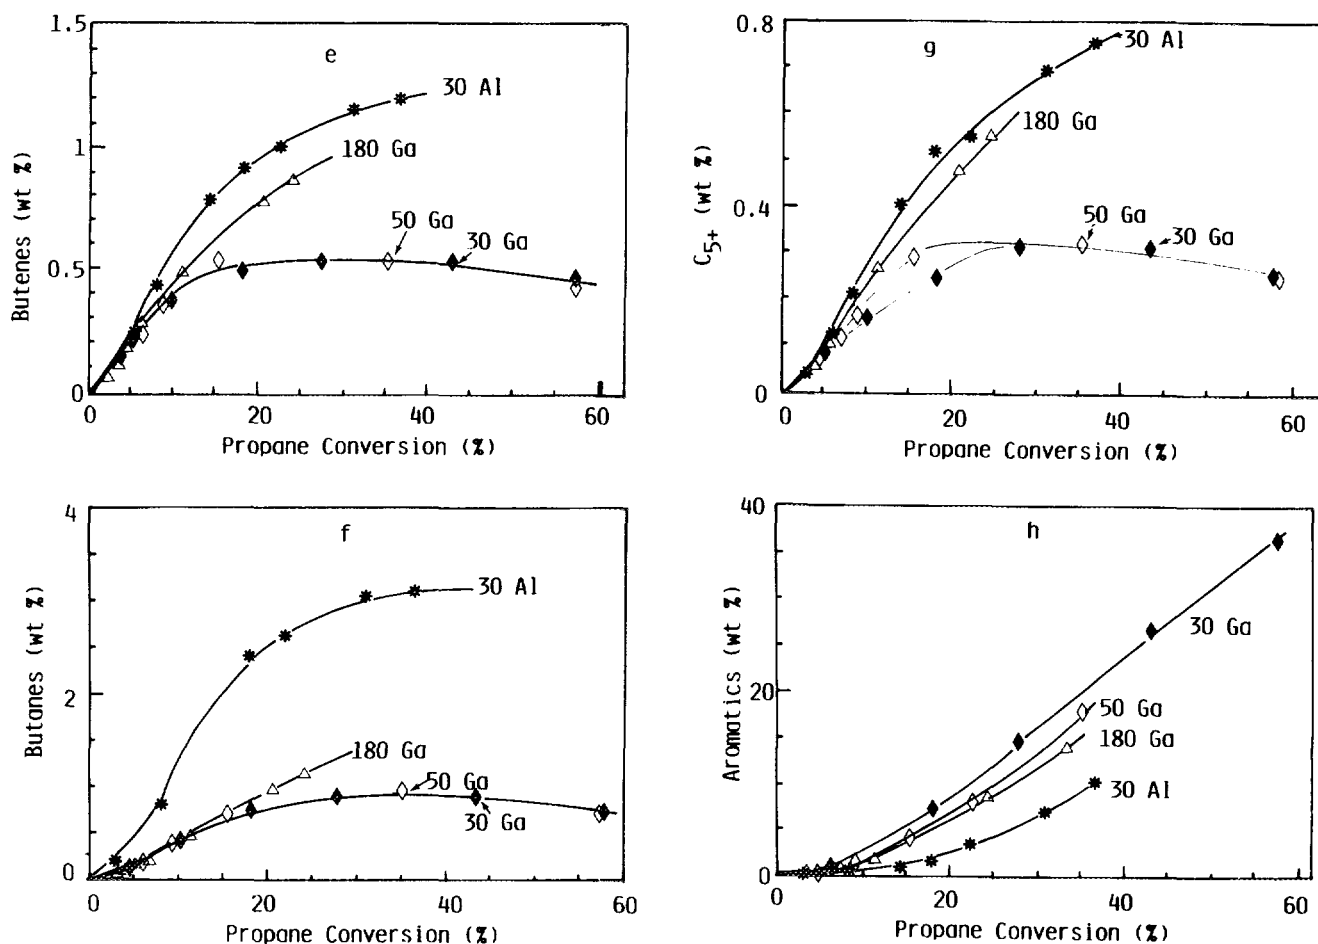 e
1.5
1
0.5
0
Butenes (wt %)
30 Al
180 Ga
50 Ga
30 Ga
0
20
40
60
Propane Conversion (%)
g
0.8
0.4
0
C5+ (wt %)
30 Al
180 Ga
50 Ga
30 Ga
0
20
40
60
Propane Conversion (%)
f
4
2
0
Butanes (wt %)
30 Al
180 Ga
50 Ga
30 Ga
0
20
40
60
Propane Conversion (%)
h
40
20
0
Aromatics (wt %)
30 Ga
50 Ga
180 Ga
30 Al
0
20
40
60
Propane Conversion (%)